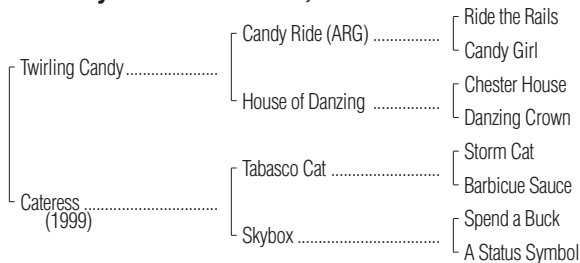 Ride the Rails
Candy Ride (ARG) ................
Candy Girl
Twirling Candy ......................
Chester House
House of Danzing ................
Danzing Crown
Storm Cat
Tabasco Cat ..........................
Barbicue Sauce
Cateress ................................
(1999)
Spend a Buck
Skybox ..................................
A Status Symbol